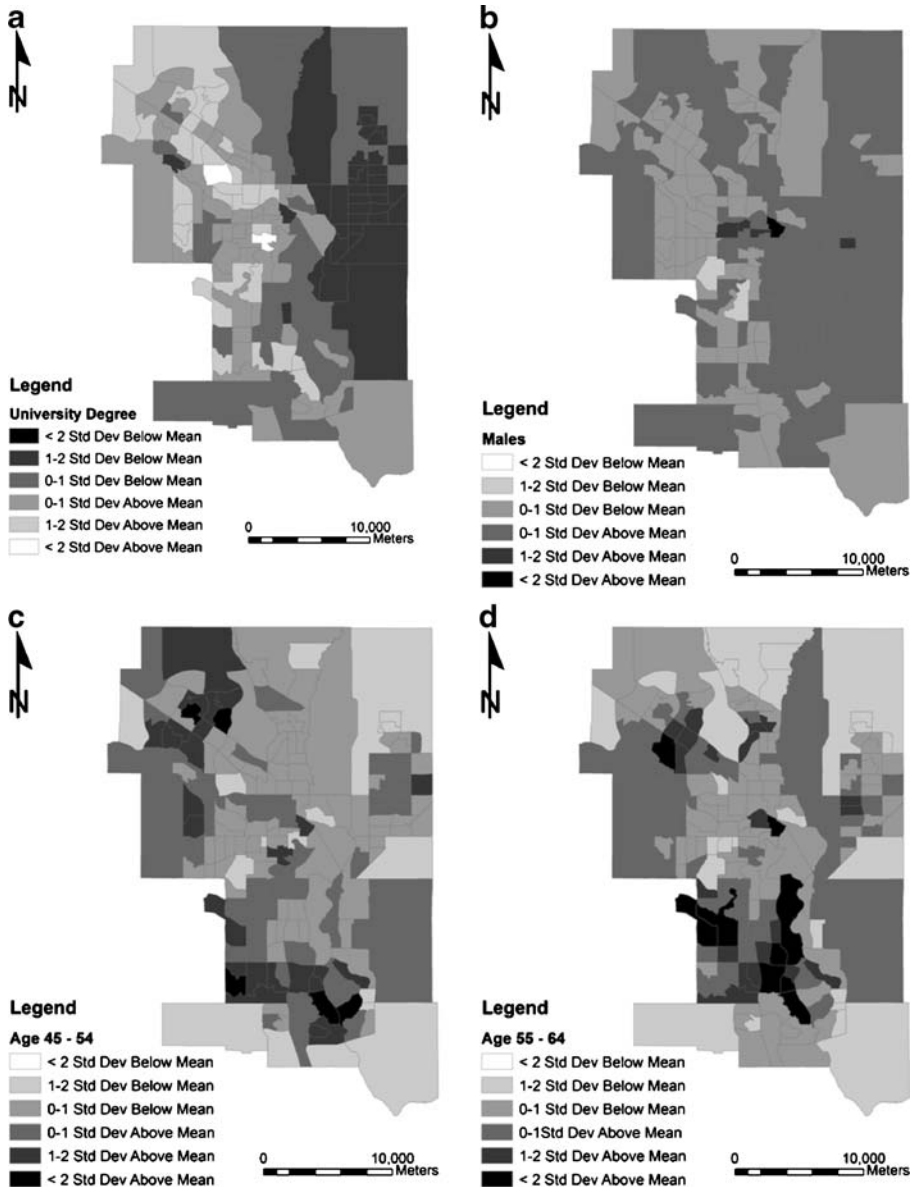 a
N
Legend
University Degree
< 2 Std Dev Below Mean
1-2 Std Dev Below Mean
0-1 Std Dev Below Mean
0-1 Std Dev Above Mean
1-2 Std Dev Above Mean
< 2 Std Dev Above Mean
0 10,000
Meters
b
N
Legend
Males
< 2 Std Dev Below Mean
1-2 Std Dev Below Mean
0-1 Std Dev Below Mean
0-1 Std Dev Above Mean
1-2 Std Dev Above Mean
< 2 Std Dev Above Mean
0 10,000
Meters
c
N
Legend
Age 45 - 54
< 2 Std Dev Below Mean
1-2 Std Dev Below Mean
0-1 Std Dev Below Mean
0-1 Std Dev Above Mean
1-2 Std Dev Above Mean
< 2 Std Dev Above Mean
0 10,000
Meters
d
N
Legend
Age 55 - 64
< 2 Std Dev Below Mean
1-2 Std Dev Below Mean
0-1 Std Dev Below Mean
0-1Std Dev Above Mean
1-2 Std Dev Above Mean
< 2 Std Dev Above Mean
0 10,000
Meters